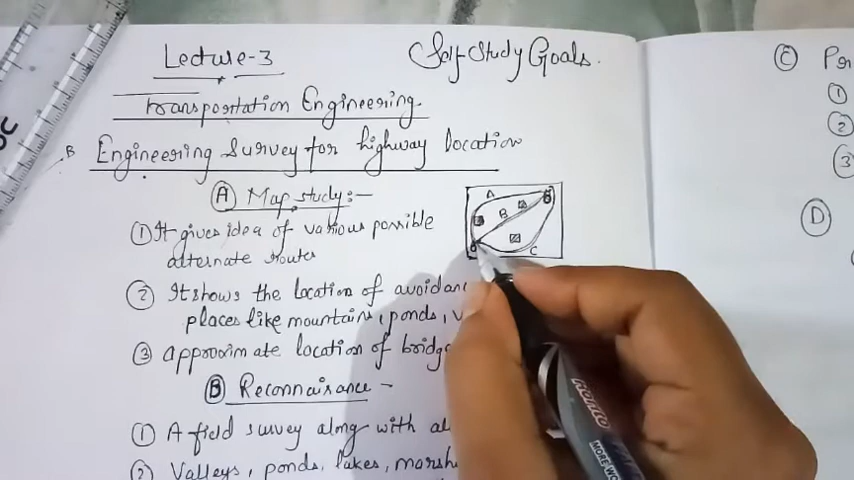 Lecture-3
Self Study Goals.
Transportation Engineering.
B
Engineering Survey for highway location
(A) Map study:-
① It gives idea of various possible
alternate routes
② It shows the location of avoidan
places like mountains, ponds, v
③ approximate location of bridge
(B) Reconnaisance -
① A field survey along with al
② Valleys, ponds, lakes, marsh
A
B
C
© Pr
①
②
③
Ⓓ